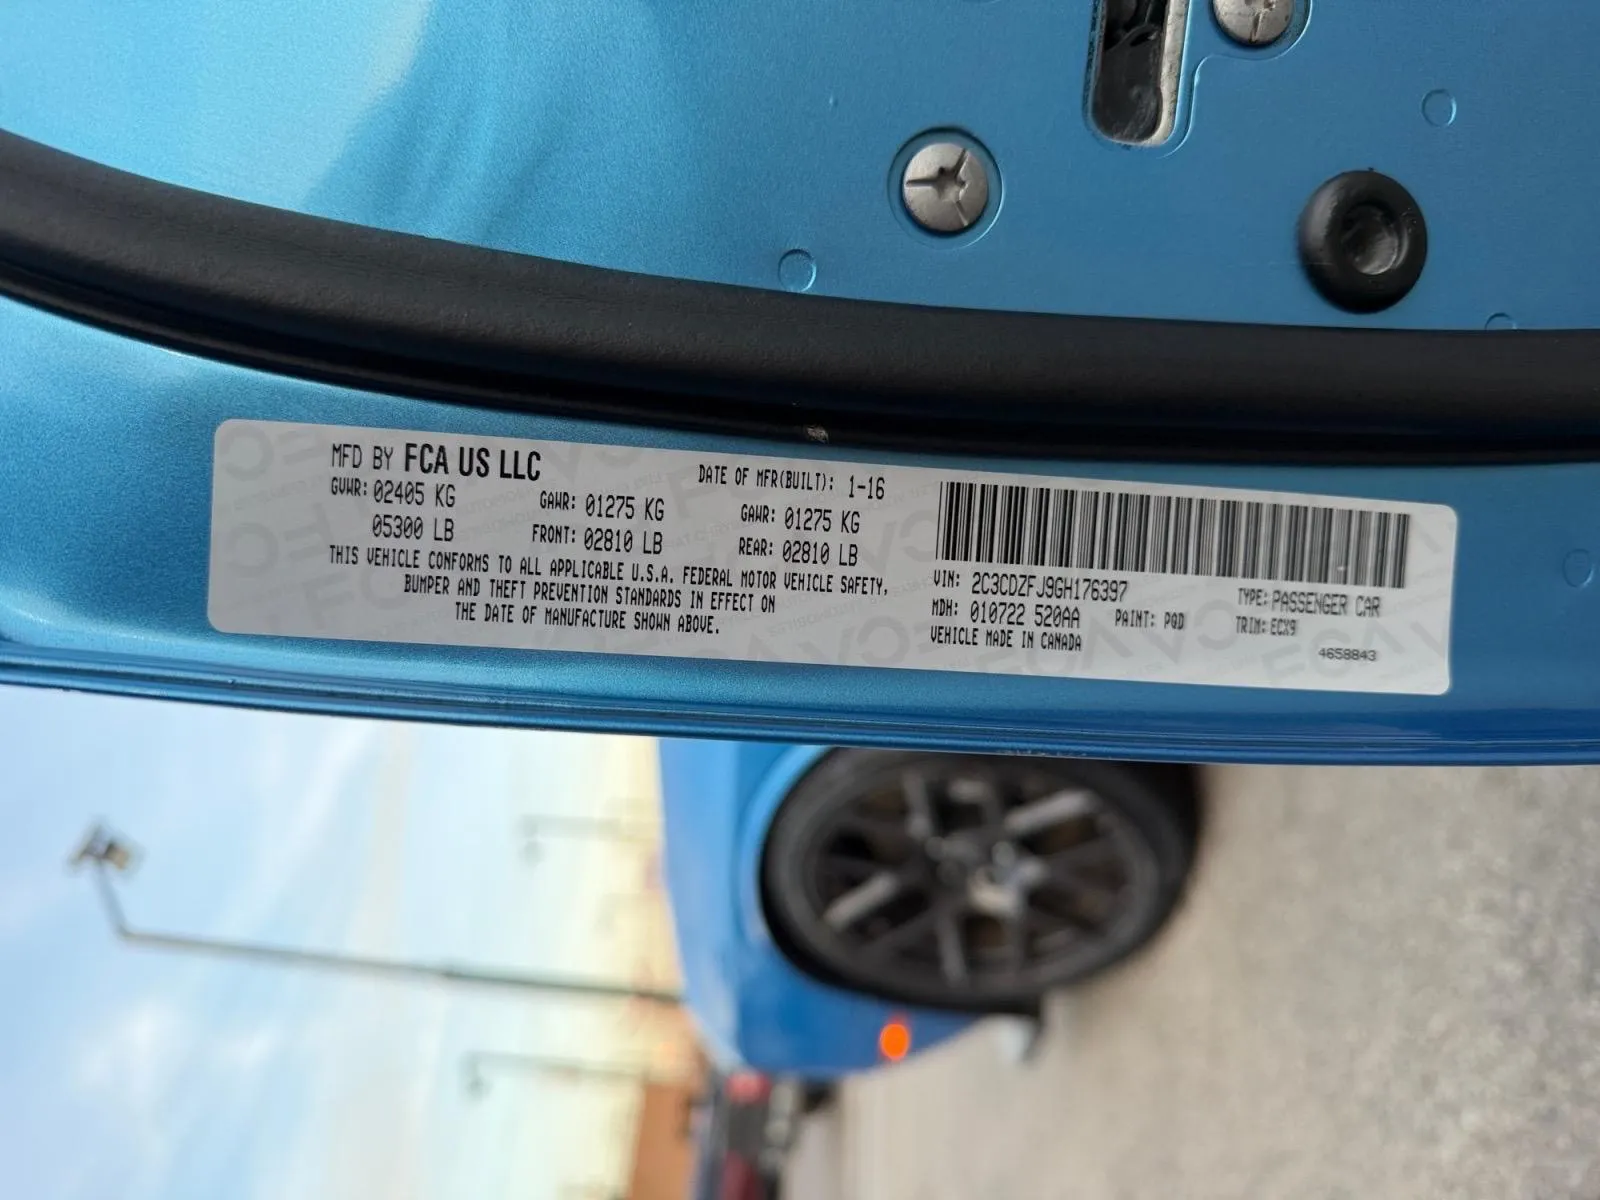 MFD BY FCA US LLC
DATE OF MFR(BUILT): 1-16
GVWR: 02405 KG
GAWR: 01275 KG
GAWR: 01275 KG
05300 LB
FRONT: 02810 LB
REAR: 02810 LB
THIS VEHICLE CONFORMS TO ALL APPLICABLE U.S.A. FEDERAL MOTOR VEHICLE SAFETY,
BUMPER AND THEFT PREVENTION STANDARDS IN EFFECT ON
THE DATE OF MANUFACTURE SHOWN ABOVE.
VIN: 2C3CDZFJ9GH176397
TYPE: PASSENGER CAR
MDH: 010722 520AA
PAINT: PQD
TRIM: ECX9
VEHICLE MADE IN CANADA
4658843